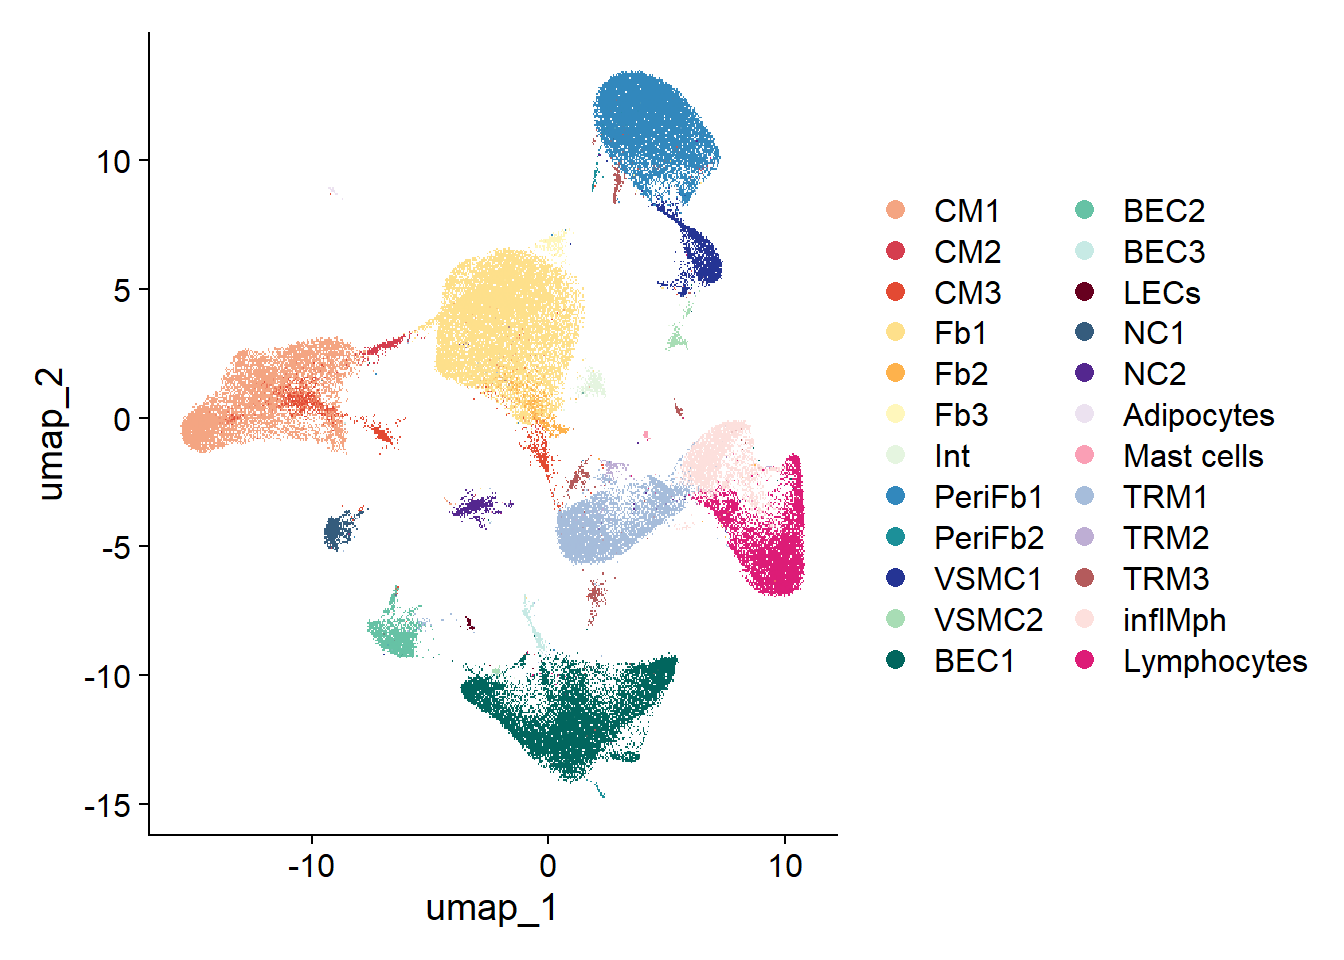 10
5
0
-5
-10
-15
umap_2
-10
0
10
umap_1
CM1
CM2
CM3
Fb1
Fb2
Fb3
Int
PeriFb1
PeriFb2
VSMC1
VSMC2
BEC1
BEC2
BEC3
LECs
NC1
NC2
Adipocytes
Mast cells
TRM1
TRM2
TRM3
inflMph
Lymphocytes